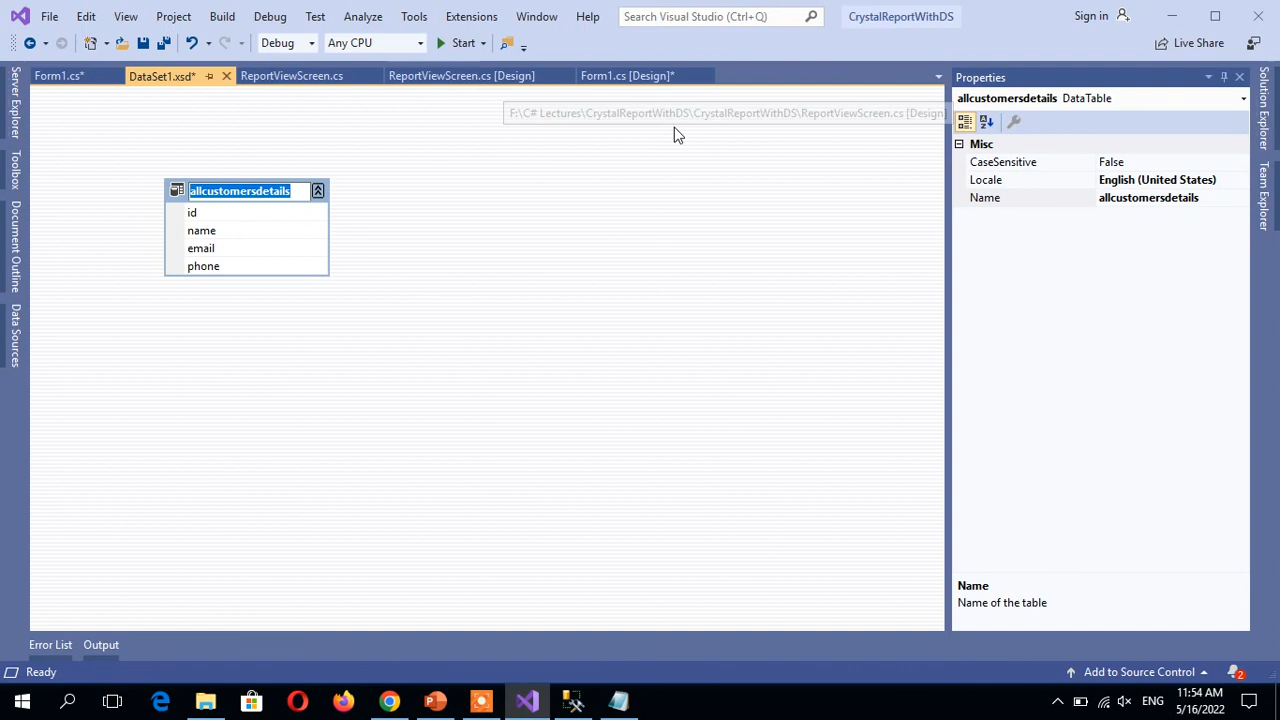 File Edit View Project Build Debug Test Analyze Tools Extensions Window Help Search Visual Studio (Ctrl+Q) CrystalReportWithDS Sign in
Debug Any CPU Start Live Share
Form1.cs* DataSet1.xsd* ReportViewScreen.cs ReportViewScreen.cs [Design] Form1.cs [Design]* Properties
allcustomersdetails DataTable
F:\C# Lectures\CrystalReportWithDS\CrystalReportWithDS\ReportViewScreen.cs [Design]
Misc
CaseSensitive False
Locale English (United States)
Name allcustomersdetails
allcustomersdetails
id
name
email
phone
Server Explorer
Toolbox
Document Outline
Data Sources
Solution Explorer
Team Explorer
Name
Name of the table
Error List Output
Ready Add to Source Control 2
ENG 11:54 AM
5/16/2022